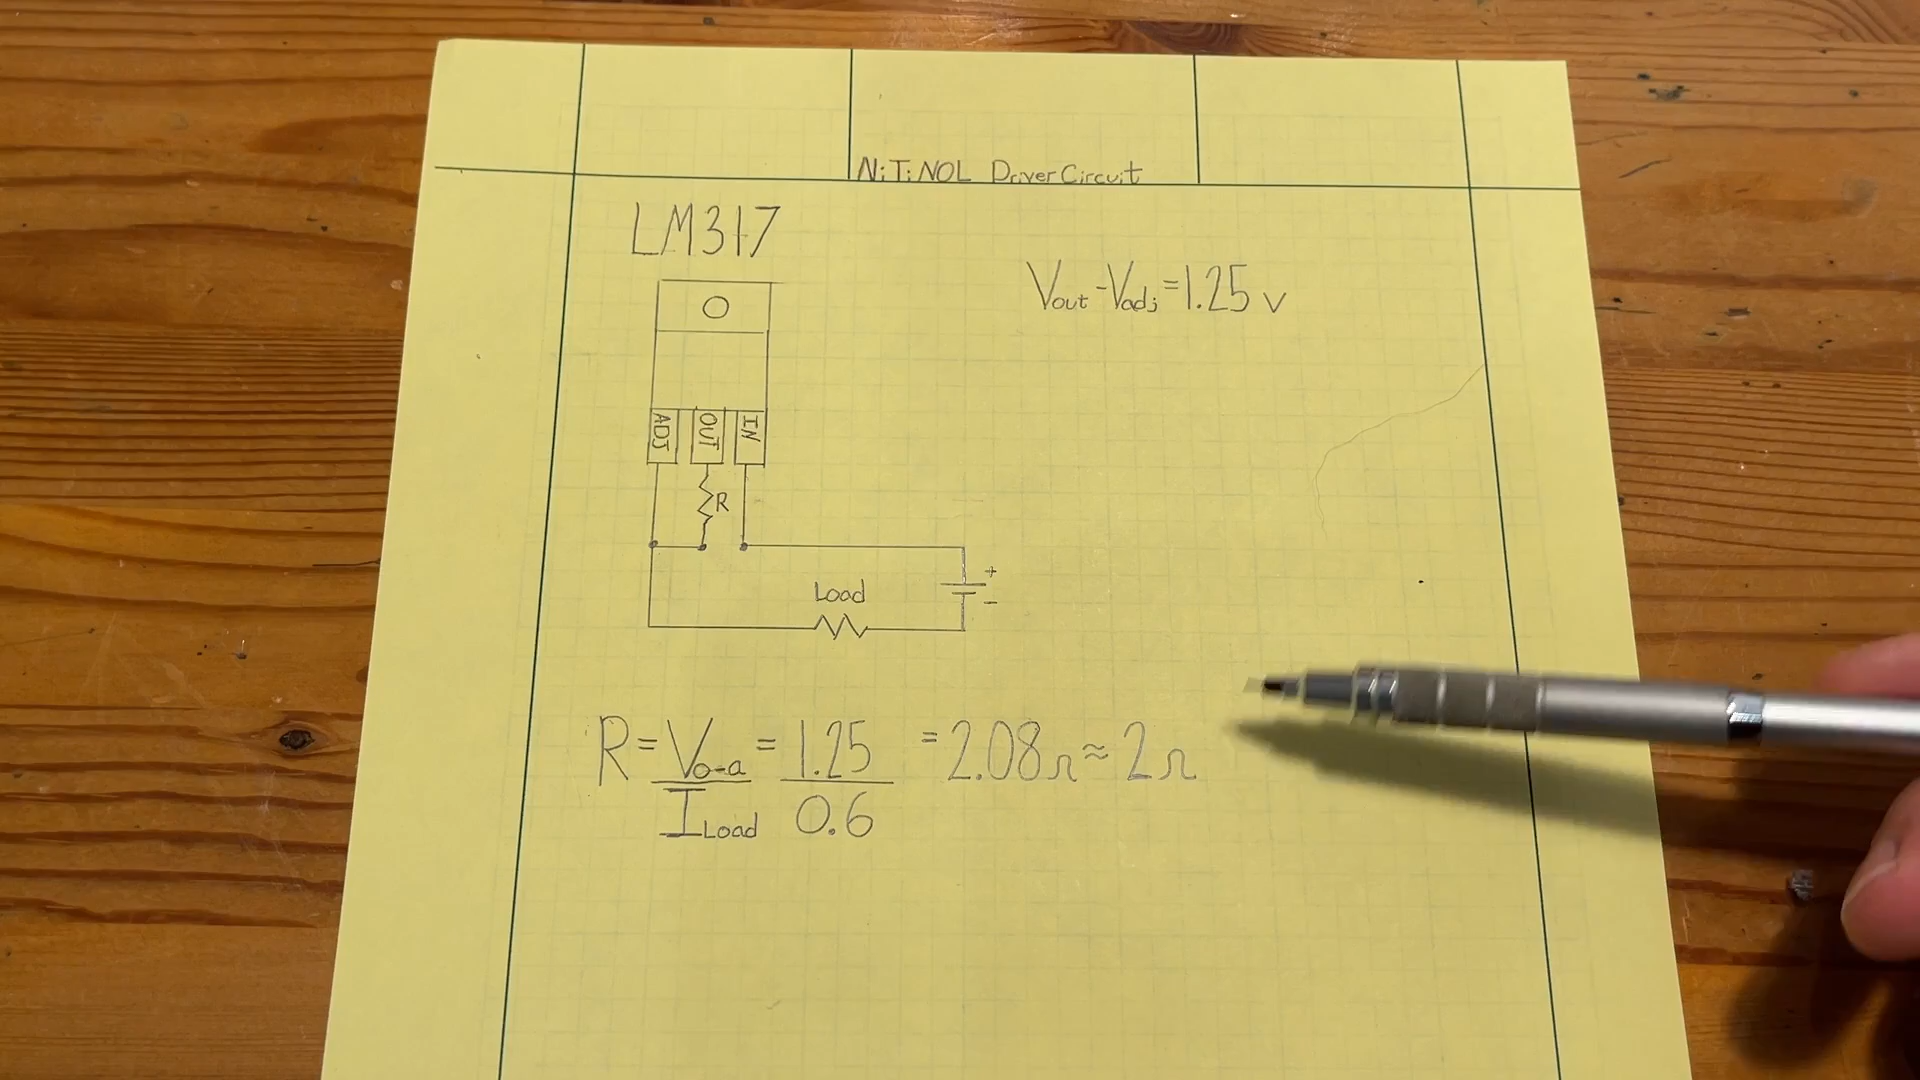 NiTiNOL Driver Circuit
LM317
Vout-Vadj=1.25 v
ADJ
OUT
IN
R
+
Load
-
R=Vo-a/ILoad=1.25/0.6=2.08Ω≈2Ω